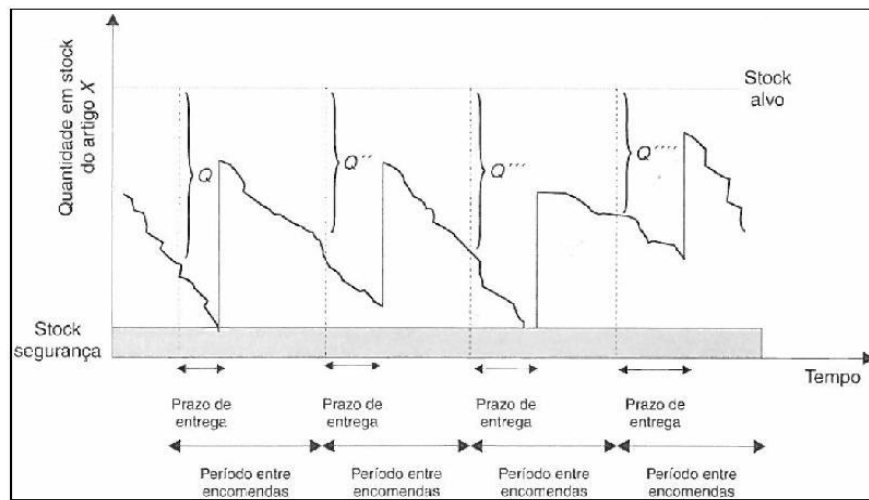 Quantidade em stock
do artigo X
Stock
alvo
Q
Q´´
Q´´´
Q´´´´
Stock
segurança
Tempo
Prazo de
entrega
Prazo de
entrega
Prazo de
entrega
Prazo de
entrega
Período entre
encomendas
Período entre
encomendas
Período entre
encomendas
Período entre
encomendas